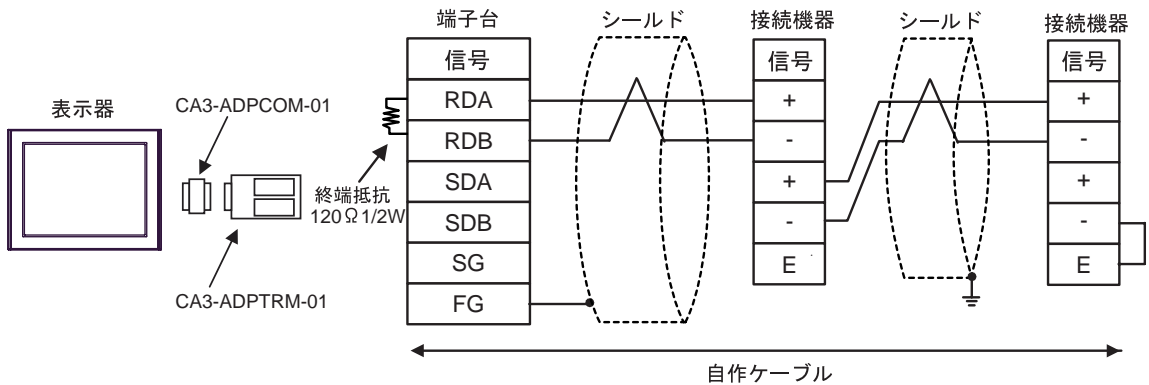 端子台
シールド
接続機器
シールド
接続機器
信号
信号
信号
表示器
CA3-ADPCOM-01
RDA
+
+
RDB
-
-
終端抵抗
120Ω1/2W
SDA
+
+
SDB
-
-
SG
E
E
CA3-ADPTRM-01
FG
自作ケーブル